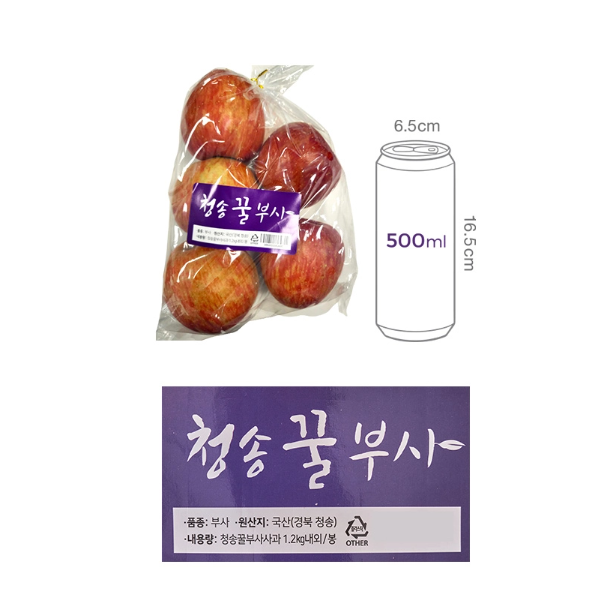 청송 꿀 부사
6.5cm
500ml
16.5cm
청송 꿀 부사
·품종: 부사 ·원산지: 국산(경북 청송)
·내용량: 청송꿀부사사과 1.2kg내외/봉
OTHER